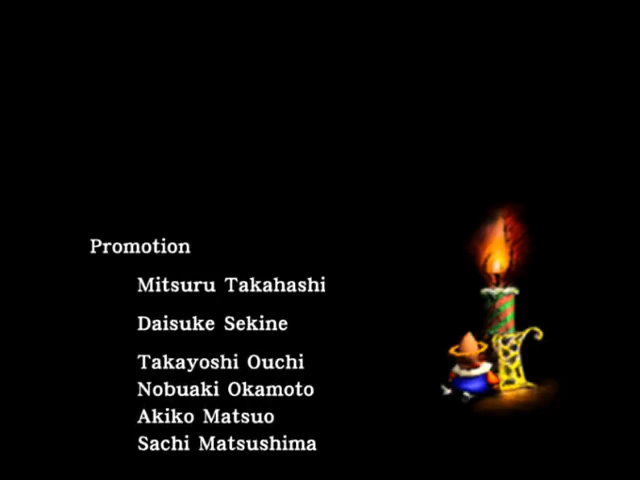 Promotion
Mitsuru Takahashi
Daisuke Sekine
Takayoshi Ouchi
Nobuaki Okamoto
Akiko Matsuo
Sachi Matsushima